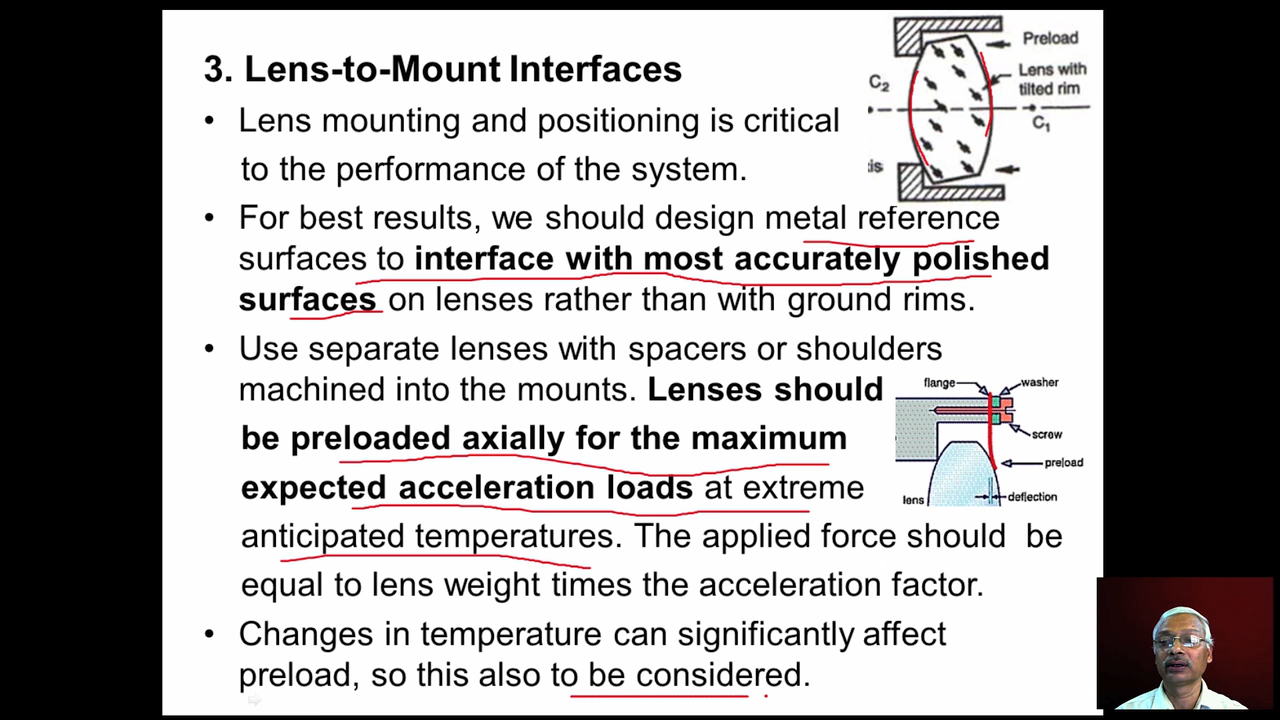 3. Lens-to-Mount Interfaces
• Lens mounting and positioning is critical
to the performance of the system.
• For best results, we should design metal reference
surfaces to interface with most accurately polished
surfaces on lenses rather than with ground rims.
• Use separate lenses with spacers or shoulders
machined into the mounts. Lenses should
be preloaded axially for the maximum
expected acceleration loads at extreme
anticipated temperatures. The applied force should be
equal to lens weight times the acceleration factor.
• Changes in temperature can significantly affect
preload, so this also to be considered.
Preload
Lens with
tilted rim
C2
C1
is
flange
washer
screw
preload
deflection
lens